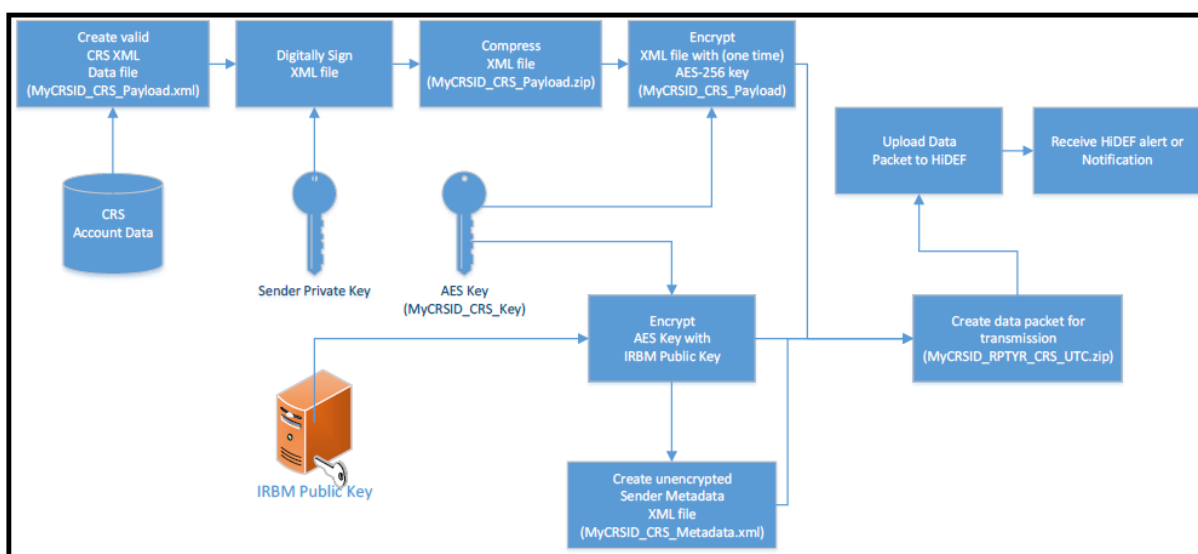 Create valid
CRS XML
Data file
(MyCRSID_CRS_Payload.xml)
Digitally Sign
XML file
Compress
XML file
(MyCRSID_CRS_Payload.zip)
Encrypt
XML file with (one time)
AES-256 key
(MyCRSID_CRS_Payload)
Upload Data
Packet to HiDEF
Receive HiDEF alert or
Notification
CRS
Account Data
Sender Private Key
AES Key
(MyCRSID_CRS_Key)
Encrypt
AES Key with
IRBM Public Key
Create data packet for
transmission
(MyCRSID_RPTYR_CRS_UTC.zip)
IRBM Public Key
Create unencrypted
Sender Metadata
XML file
(MyCRSID_CRS_Metadata.xml)